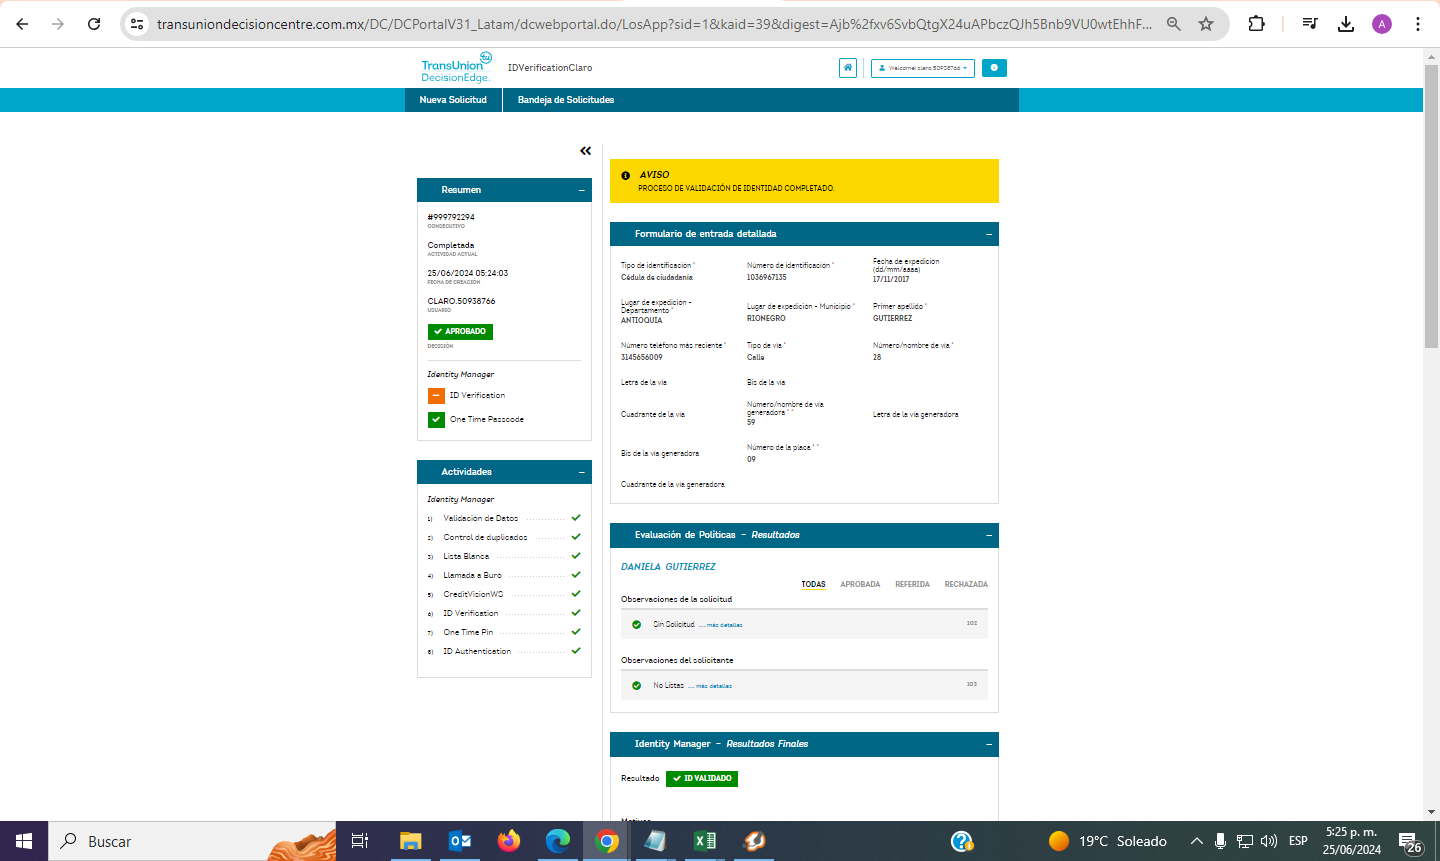 transuniondecisioncentre.com.mx/DC/DCPortalV31_Latam/dcwebportal.do/LosApp?sid=1&kaid=39&digest=Ajb%2fxv6SvbQtgX24uAPbczQJh5Bnb9VU0wtEhhF...
A
TransUnion tu
DecisionEdge.
IDVerificationClaro
Welcome! claro.50938766
Nueva Solicitud
Bandeja de Solicitudes
Resumen
#999792294
CONSECUTIVO
Completada
ACTIVIDAD ACTUAL
25/06/2024 05:24:03
FECHA DE CREACIÓN
CLARO.50938766
USUARIO
APROBADO
DECISIÓN
Identity Manager
ID Verification
One Time Passcode
Actividades
Identity Manager
1) Validación de Datos
2) Control de duplicados
3) Lista Blanca
4) Llamada a Buró
5) CreditVisionWS
6) ID Verification
7) One Time Pin
8) ID Authentication
AVISO
PROCESO DE VALIDACIÓN DE IDENTIDAD COMPLETADO.
Formulario de entrada detallada
Tipo de identificación *
Cédula de ciudadanía
Número de identificación *
1036967135
Fecha de expedición
(dd/mm/aaaa)
17/11/2017
Lugar de expedición -
Departamento *
ANTIOQUIA
Lugar de expedición - Municipio *
RIONEGRO
Primer apellido *
GUTIERREZ
Número teléfono más reciente *
3145656009
Tipo de vía *
Calle
Número/nombre de vía *
28
Letra de la vía
Bis de la vía
Cuadrante de la vía
Número/nombre de vía
generadora * *
59
Letra de la vía generadora
Bis de la vía generadora
Número de la placa * *
09
Cuadrante de la vía generadora
Evaluación de Políticas - Resultados
DANIELA GUTIERREZ
TODAS APROBADA REFERIDA RECHAZADA
Observaciones de la solicitud
Sin Solicitud .... más detalles 102
Observaciones del solicitante
No Listas .... más detalles 103
Identity Manager - Resultados Finales
Resultado ID VALIDADO
Motivos
Buscar
19°C Soleado
ESP
5:25 p. m.
25/06/2024
26